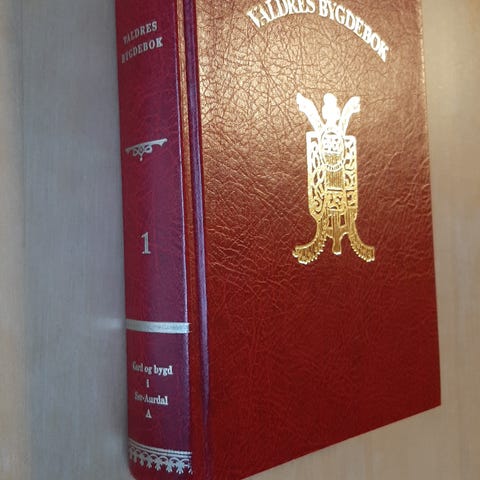 VALDRES BYGDEBOK
VALDRES
BYGDEBOK
1
Gard og bygd
i
Sør-Aurdal
A